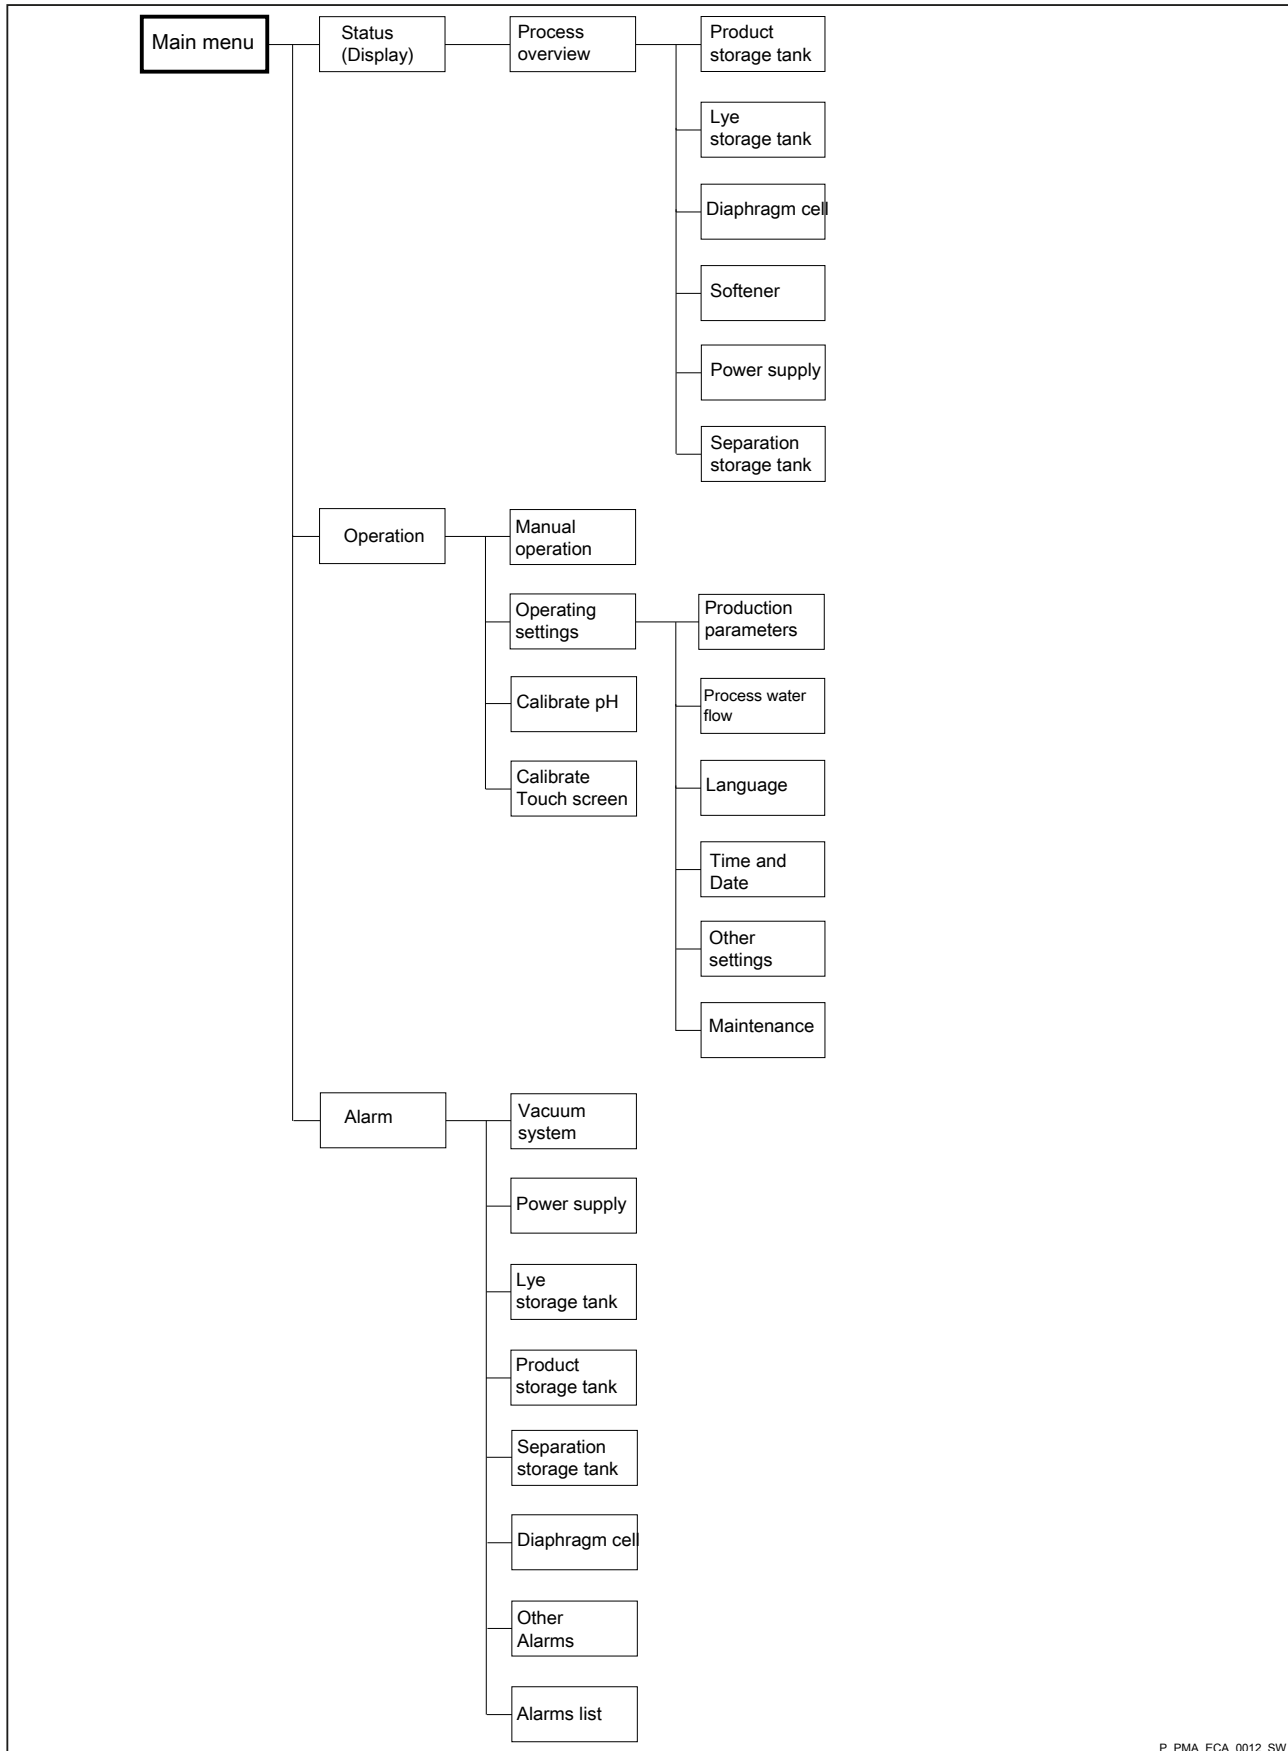 Main menu
Status
(Display)
Process
overview
Product
storage tank
Lye
storage tank
Diaphragm cell
Softener
Power supply
Separation
storage tank
Operation
Manual
operation
Operating
settings
Production
parameters
Process water
flow
Calibrate pH
Language
Calibrate
Touch screen
Time and
Date
Other
settings
Maintenance
Alarm
Vacuum
system
Power supply
Lye
storage tank
Product
storage tank
Separation
storage tank
Diaphragm cell
Other
Alarms
Alarms list
P_PMA_ECA_0012_SW